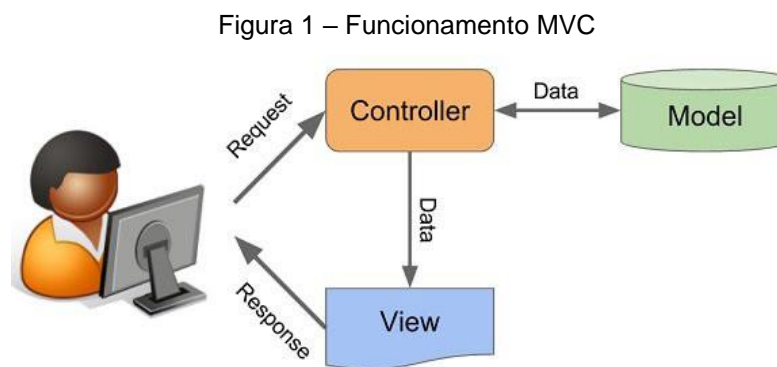 Figura 1 – Funcionamento MVC
Request
Controller
Data
Model
Data
Response
View